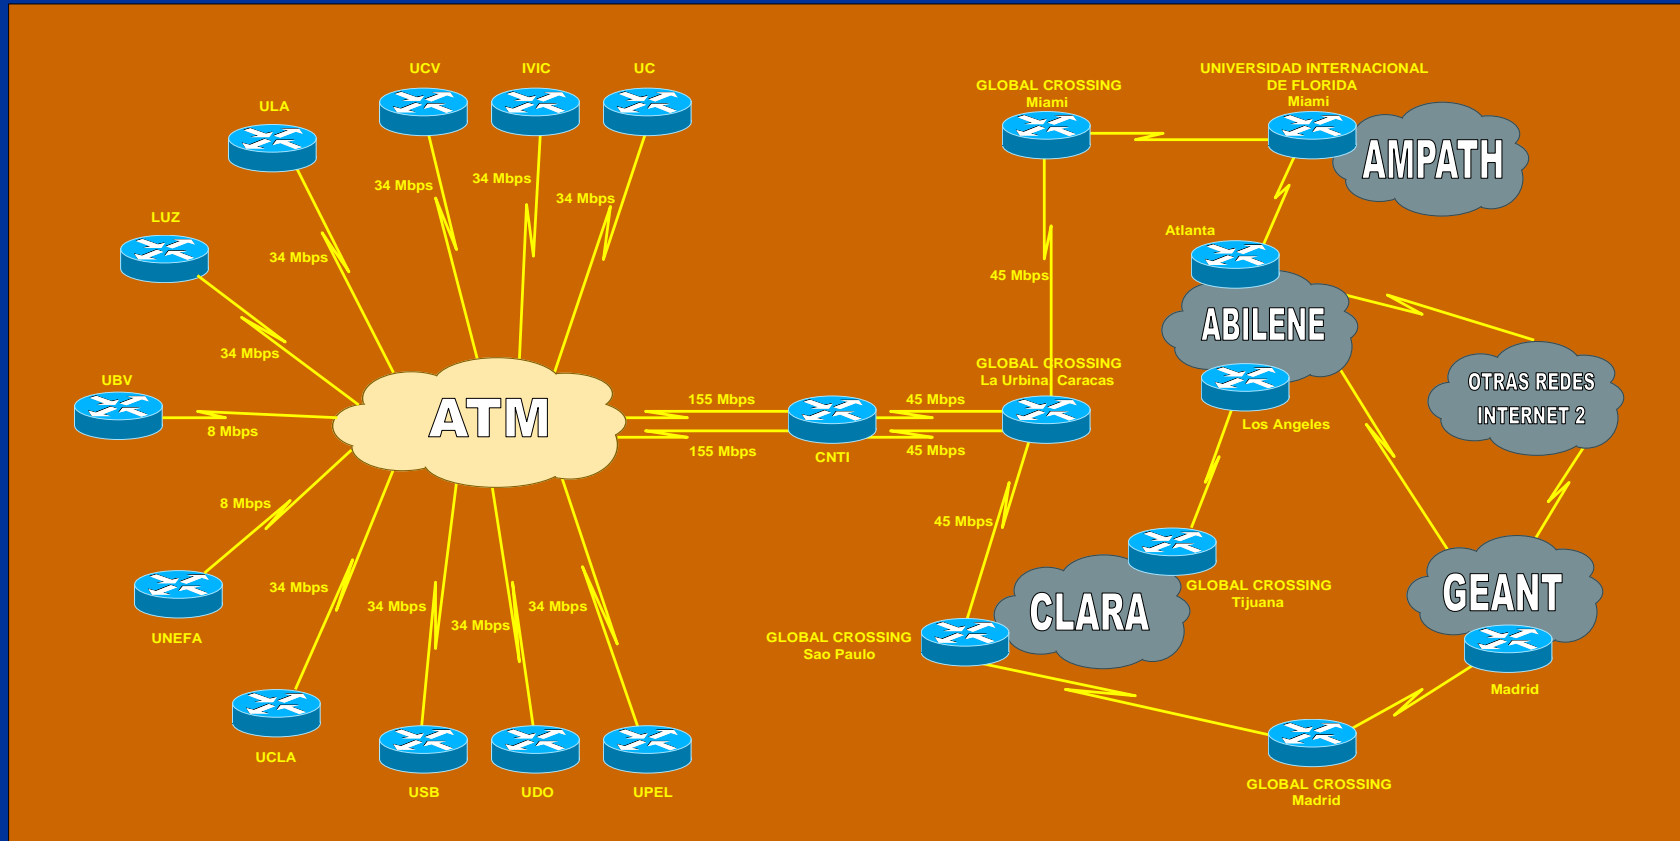 UCV
IVIC
UC
ULA
34 Mbps
34 Mbps
34 Mbps
LUZ
34 Mbps
34 Mbps
UBV
8 Mbps
ATM
8 Mbps
UNEFA
34 Mbps
UCLA
34 Mbps
34 Mbps
34 Mbps
USB
UDO
UPEL
155 Mbps
155 Mbps
CNTI
45 Mbps
45 Mbps
GLOBAL CROSSING
Miami
45 Mbps
GLOBAL CROSSING
La Urbina, Caracas
45 Mbps
GLOBAL CROSSING
Sao Paulo
UNIVERSIDAD INTERNACIONAL
DE FLORIDA
Miami
AMPATH
Atlanta
ABILENE
Los Angeles
OTRAS REDES
INTERNET 2
CLARA
GLOBAL CROSSING
Tijuana
GEANT
Madrid
GLOBAL CROSSING
Madrid